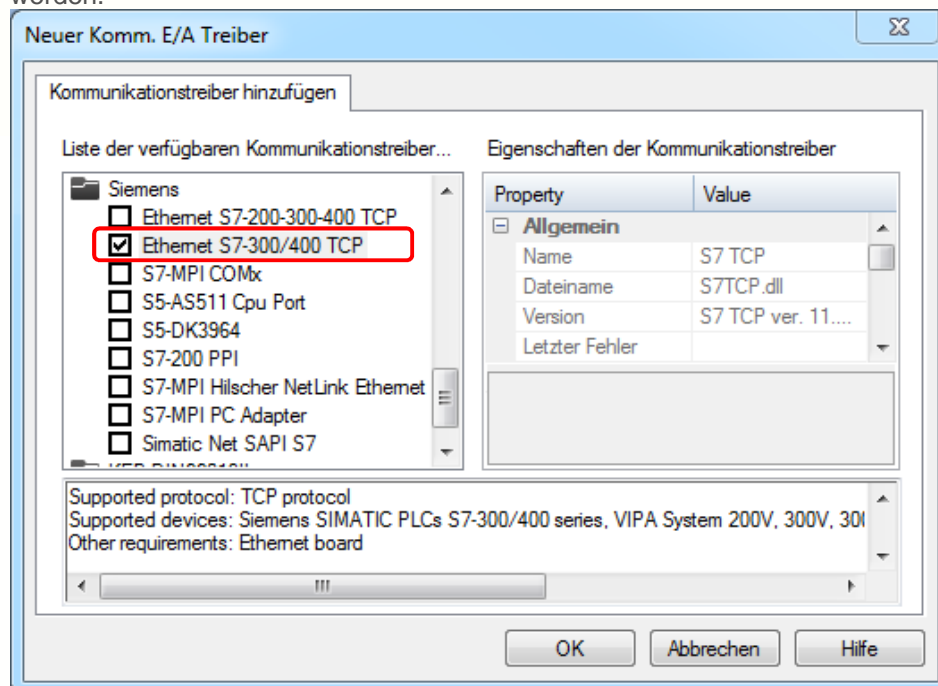 Neuer Komm. E/A Treiber
Kommunikationstreiber hinzufügen
Liste der verfügbaren Kommunikationstreiber...
Siemens
Ethernet S7-200-300-400 TCP
Ethernet S7-300/400 TCP
S7-MPI COMx
S5-AS511 Cpu Port
S5-DK3964
S7-200 PPI
S7-MPI Hilscher NetLink Ethernet
S7-MPI PC Adapter
Simatic Net SAPI S7
Eigenschaften der Kommunikationstreiber
Property Value
Allgemein
Name S7 TCP
Dateiname S7TCP.dll
Version S7 TCP ver. 11....
Letzter Fehler
Supported protocol: TCP protocol
Supported devices: Siemens SIMATIC PLCs S7-300/400 series, VIPA System 200V, 300V, 30
Other requirements: Ethernet board
OK Abbrechen Hilfe